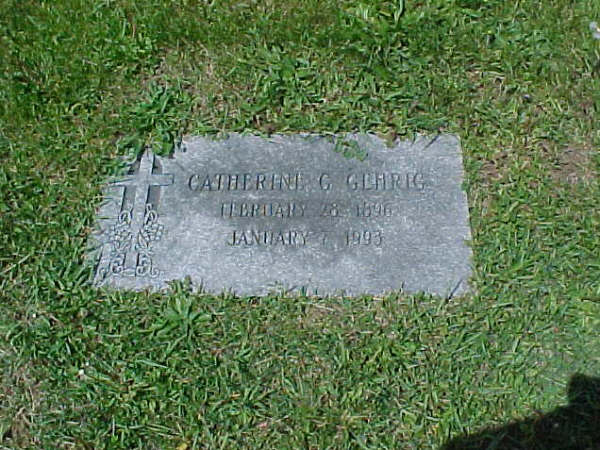 CATHERINE G GEHRIG
FEBRUARY 28 1896
JANUARY 7 1993